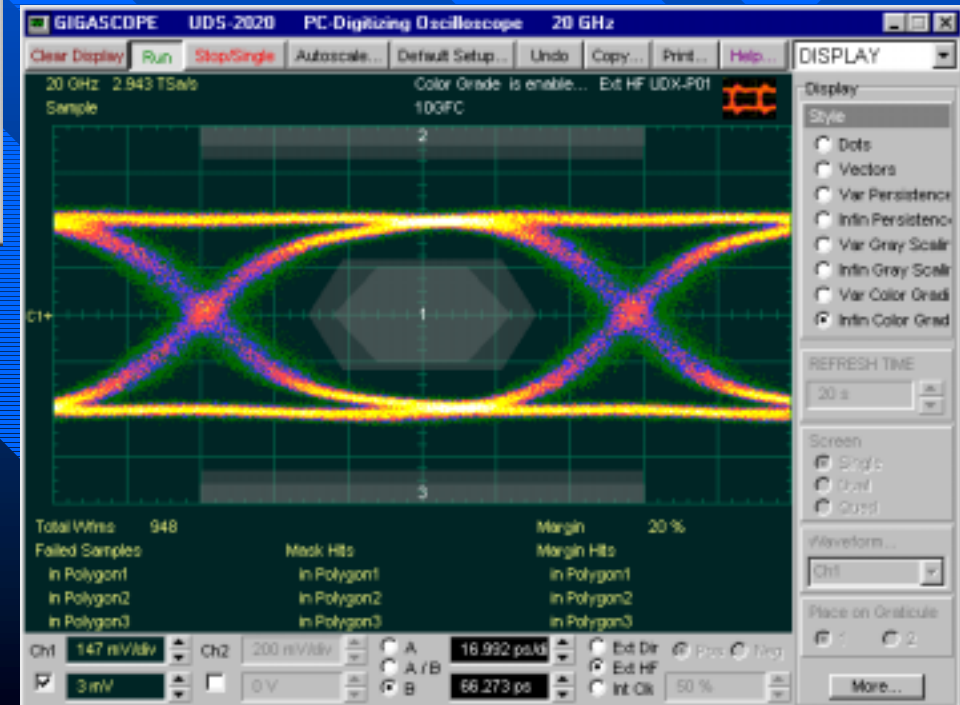 GIGASCOPE UDS-2020 PC-Digitizing Oscilloscope 20 GHz
Clear Display Run Stop/Single Autoscale... Default Setup... Undo Copy... Print... Help... DISPLAY
20 GHz 2.943 TSa/s Color Grade is enable... Ext HF UDX-P01
Sample 10GFC
Display
Style
Dots
Vectors
Var Persistence
Infin Persistenc
Var Gray Scalin
Infin Gray Scalin
Var Color Gradi
Infin Color Grad
2
1
C1+
3
REFRESH TIME
20 s
Screen
Single
Dual
Quad
Waveform...
Ch1
Place on Graticule
1 2
More...
Total Wfms 948 Margin 20 %
Failed Samples Mask Hits Margin Hits
in Polygon1 in Polygon1 in Polygon1
in Polygon2 in Polygon2 in Polygon2
in Polygon3 in Polygon3 in Polygon3
Ch1 147 mV/div Ch2 200 mV/div A 16.992 ps/di Ext Dir Pos Neg
A / B Ext HF
3 mV 0 V B 66.273 ps Int Clk 50 %